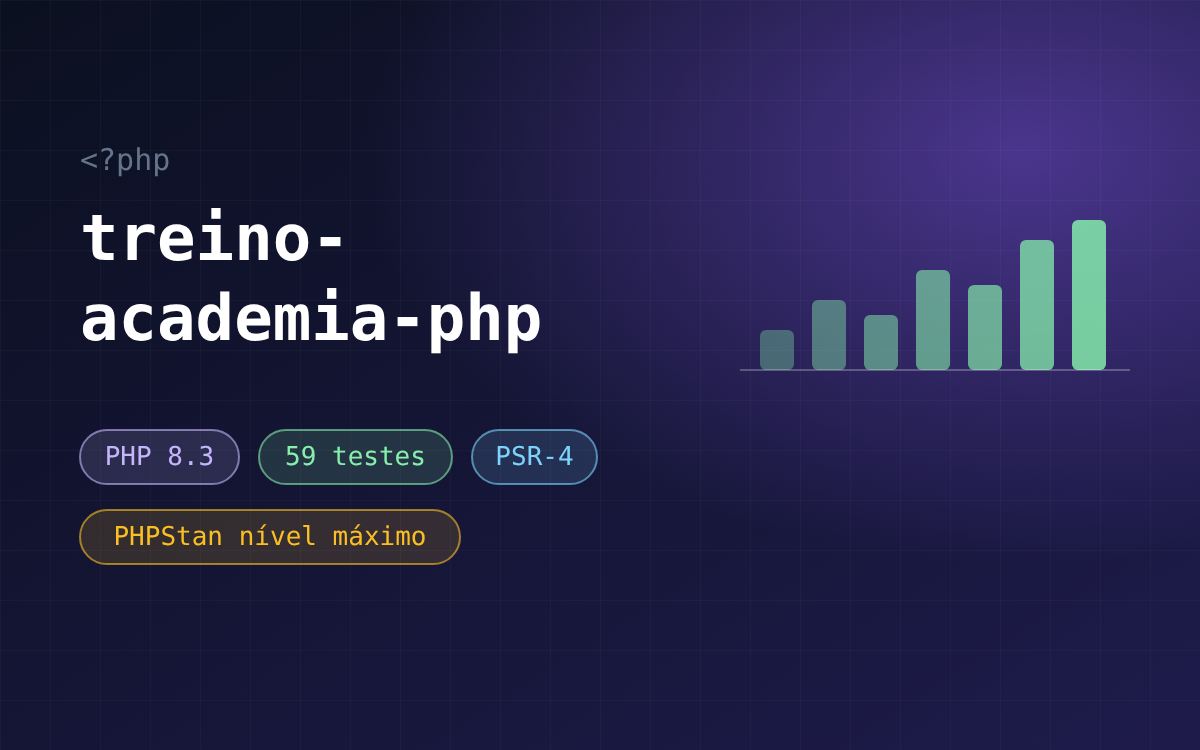 <?php
treino-
academia-php
PHP 8.3
59 testes
PSR-4
PHPStan nível máximo